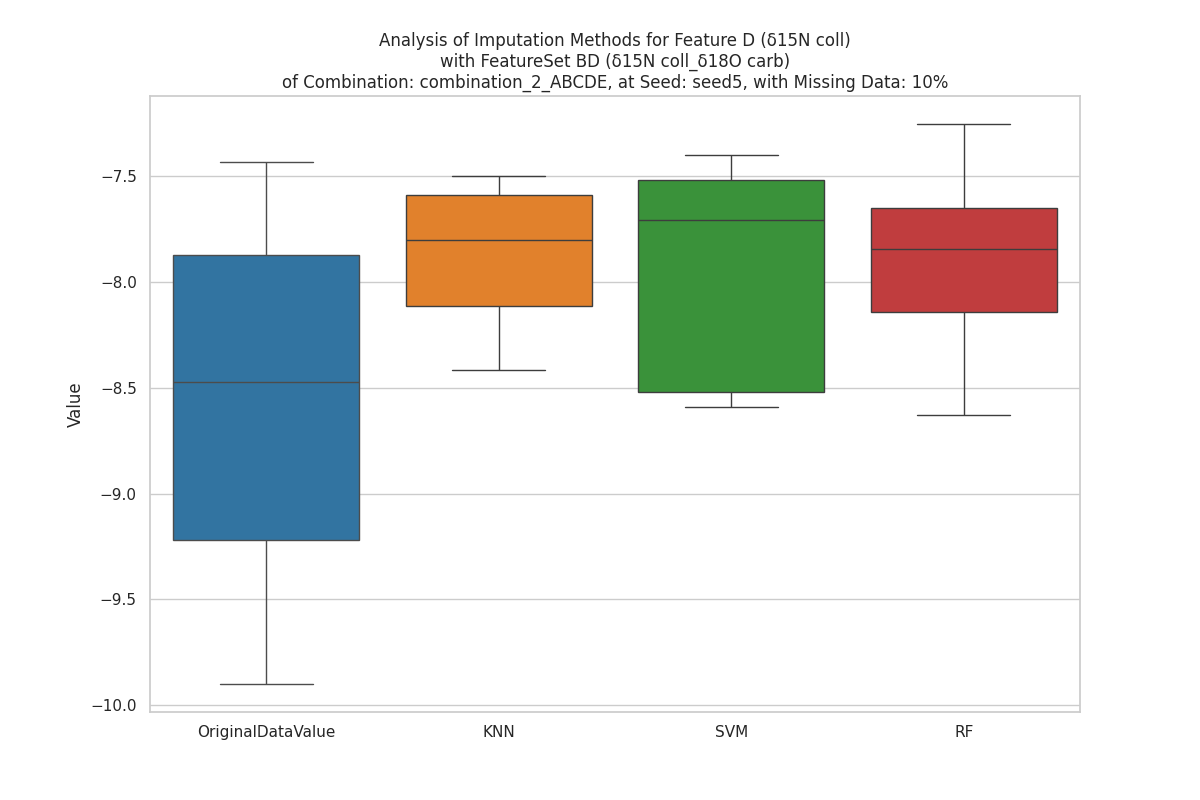 Analysis of Imputation Methods for Feature D (δ15N coll)
with FeatureSet BD (δ15N coll_δ18O carb)
of Combination: combination_2_ABCDE, at Seed: seed5, with Missing Data: 10%
Value
−7.5
−8.0
−8.5
−9.0
−9.5
−10.0
OriginalDataValue
KNN
SVM
RF